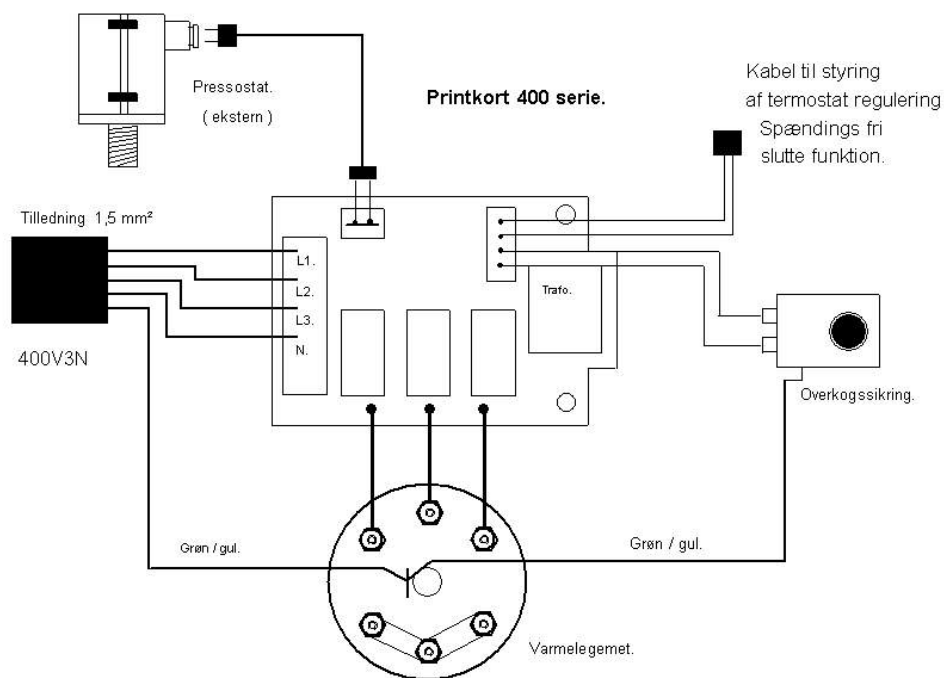 Pressostat.
( ekstern )
Printkort 400 serie.
Kabel til styring
af termostat regulering
Spændings fri
slutte funktion.
Tilledning 1,5 mm²
400V3N
L1.
L2.
L3.
N.
Trafo.
Overkogssikring.
Grøn / gul.
Grøn / gul.
Varmelegemet.